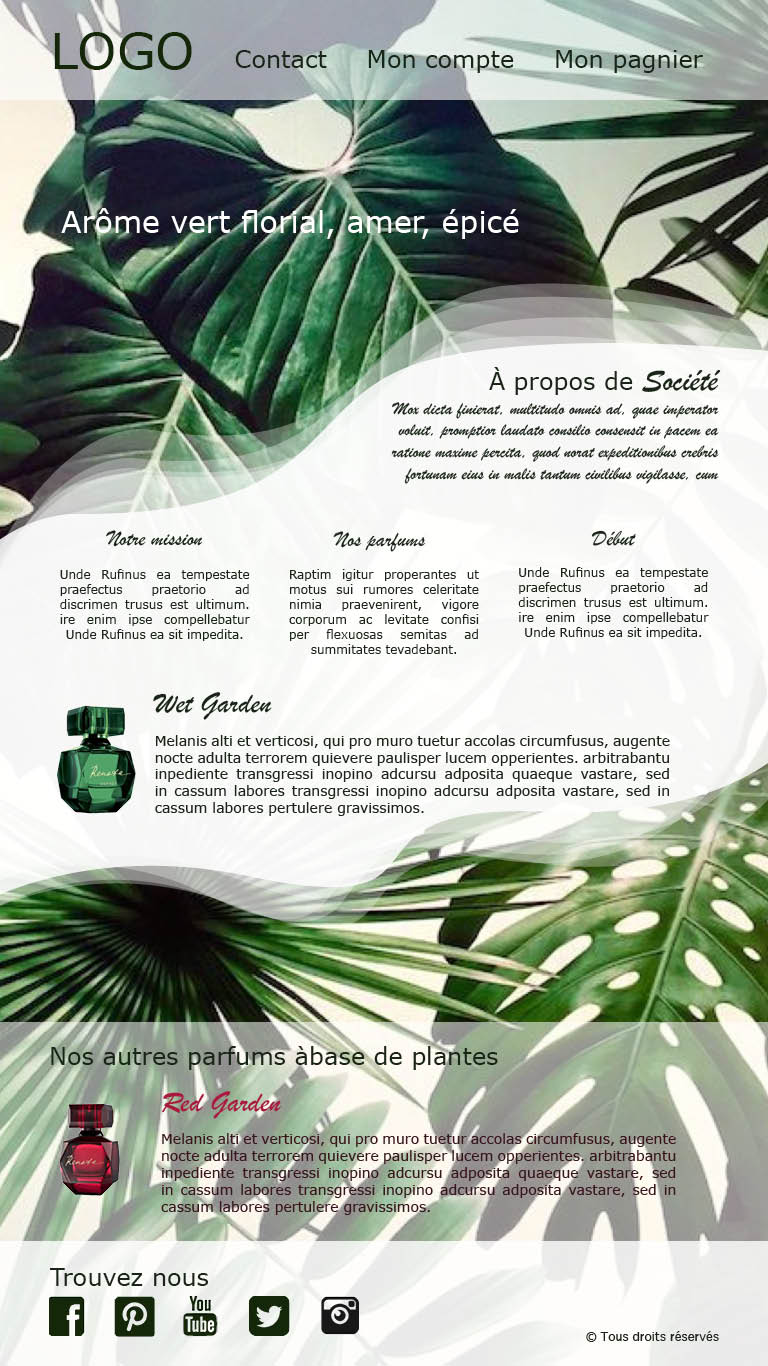 LOGO Contact Mon compte Mon pagnier
Arôme vert florial, amer, épicé
À propos de Société
Mox dicta finierat, multitudo omnis ad, quae imperator
voluit, promptior laudato consilio consensit in pacem ea
ratione maxime percita, quod norat expeditionibus crebris
fortunam eius in malis tantum civilibus vigilasse, cum
Notre mission
Unde Rufinus ea tempestate
praefectus praetorio ad
discrimen trusus est ultimum.
ire enim ipse compellebatur
Unde Rufinus ea sit impedita.
Nos parfums
Raptim igitur properantes ut
motus sui rumores celeritate
nimia praevenirent, vigore
corporum ac levitate confisi
per flexuosas semitas ad
summitates tevadebant.
Début
Unde Rufinus ea tempestate
praefectus praetorio ad
discrimen trusus est ultimum.
ire enim ipse compellebatur
Unde Rufinus ea sit impedita.
Wet Garden
Melanis alti et verticosi, qui pro muro tuetur accolas circumfusus, augente
nocte adulta terrorem quievere paulisper lucem opperientes. arbitrabantu
inpediente transgressi inopino adcursu adposita quaeque vastare, sed
in cassum labores transgressi inopino adcursu adposita vastare, sed in
cassum labores pertulere gravissimos.
Nos autres parfums àbase de plantes
Red Garden
Melanis alti et verticosi, qui pro muro tuetur accolas circumfusus, augente
nocte adulta terrorem quievere paulisper lucem opperientes. arbitrabantu
inpediente transgressi inopino adcursu adposita quaeque vastare, sed
in cassum labores transgressi inopino adcursu adposita vastare, sed in
cassum labores pertulere gravissimos.
Trouvez nous
You
Tube
© Tous droits réservés